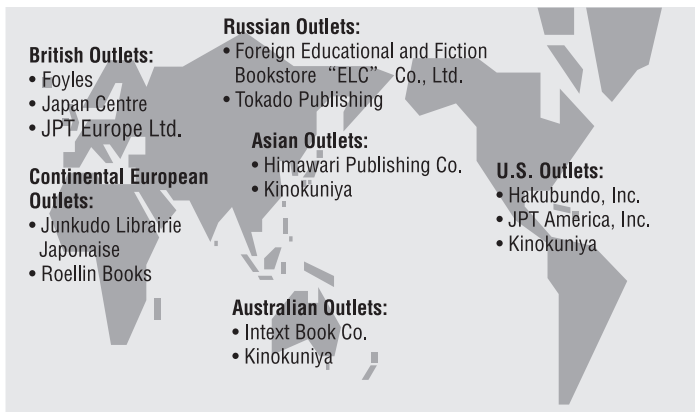 British Outlets:
• Foyles
• Japan Centre
• JPT Europe Ltd.
Continental European
Outlets:
• Junkudo Librairie
Japonaise
• Roellin Books
Russian Outlets:
• Foreign Educational and Fiction
Bookstore “ELC” Co., Ltd.
• Tokado Publishing
Asian Outlets:
• Himawari Publishing Co.
• Kinokuniya
Australian Outlets:
• Intext Book Co.
• Kinokuniya
U.S. Outlets:
• Hakubundo, Inc.
• JPT America, Inc.
• Kinokuniya